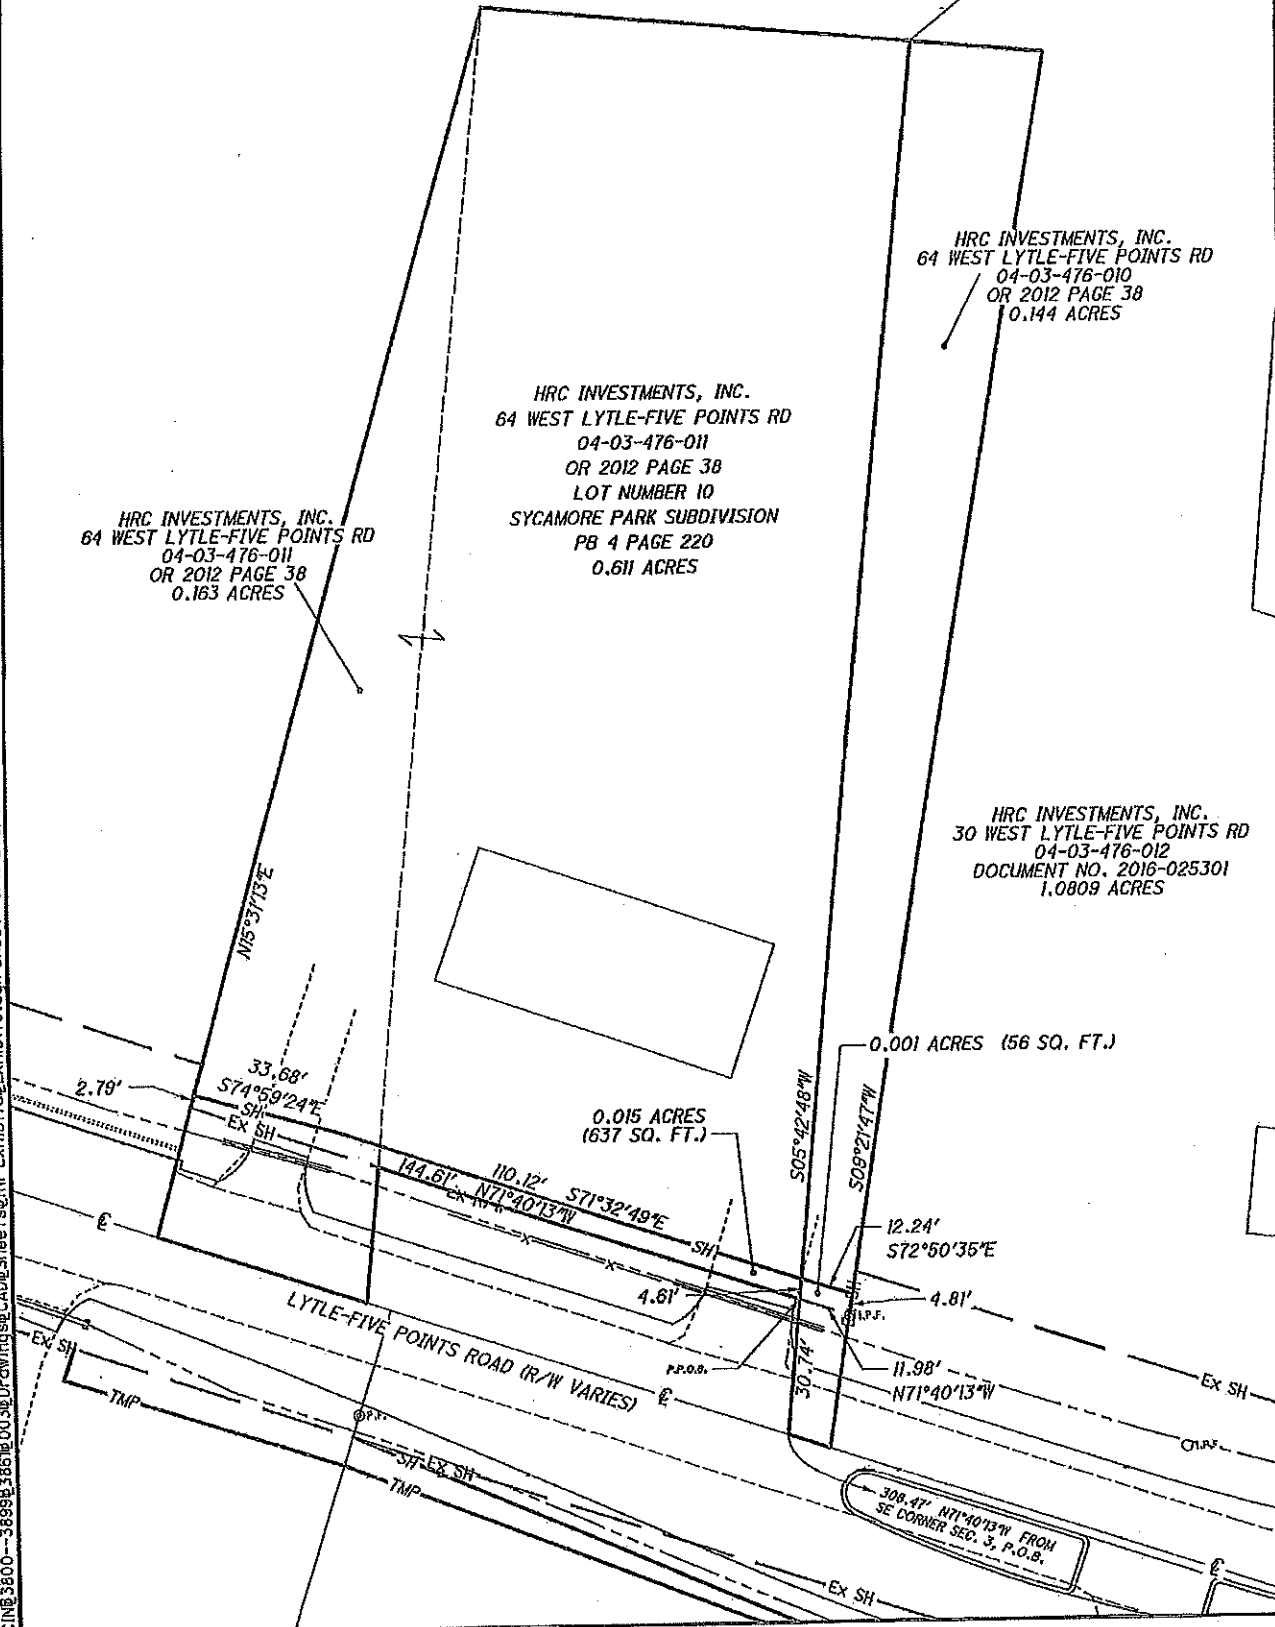 HRC INVESTMENTS, INC.
64 WEST LYTLE-FIVE POINTS RD
04-03-476-010
OR 2012 PAGE 38
0.144 ACRES
HRC INVESTMENTS, INC.
64 WEST LYTLE-FIVE POINTS RD
04-03-476-011
OR 2012 PAGE 38
LOT NUMBER 10
SYCAMORE PARK SUBDIVISION
PB 4 PAGE 220
0.611 ACRES
HRC INVESTMENTS, INC.
64 WEST LYTLE-FIVE POINTS RD
04-03-476-011
OR 2012 PAGE 38
0.163 ACRES
HRC INVESTMENTS, INC.
30 WEST LYTLE-FIVE POINTS RD
04-03-476-012
DOCUMENT NO. 2016-025301
1.0809 ACRES
N15°31'13"E
0.001 ACRES (56 SQ. FT.)
33.68'
S74°59'24"E
2.79'
SH
EX SH
0.015 ACRES
(637 SQ. FT.)
S05°42'48"W
S09°21'47"W
144.61'
N71°40'13"W
110.12'
S71°32'49"E
SH
12.24'
S72°50'35"E
4.61'
4.81'
I.P.F.
P.P.O.B.
30.74'
11.98'
N71°40'13"W
LYTLE-FIVE POINTS ROAD (R/W VARIES)
EX SH
EX SH
TMP
P.F.
SH
EX SH
TMP
I.P.F.
308.47' N71°40'13"W FROM
SE CORNER SEC. 3, P.O.B.
EX SH